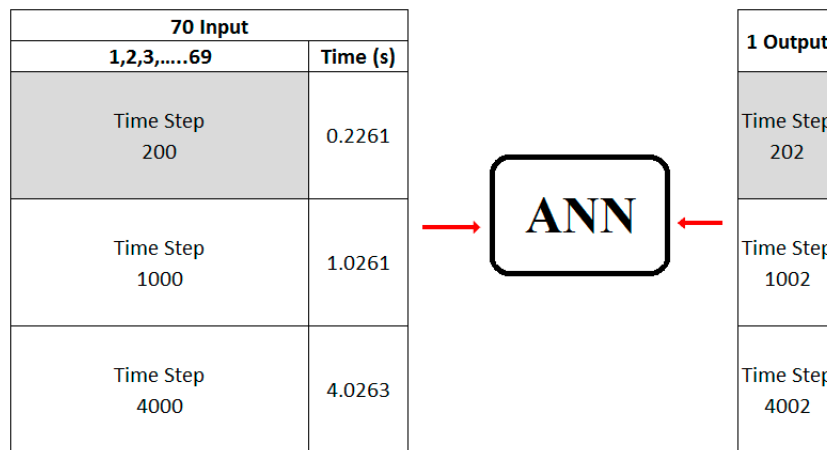 70 Input
1,2,3,.....69 Time (s)
Time Step
200
0.2261
Time Step
1000
1.0261
Time Step
4000
4.0263
ANN
1 Output
Time Step
202
Time Step
1002
Time Step
4002